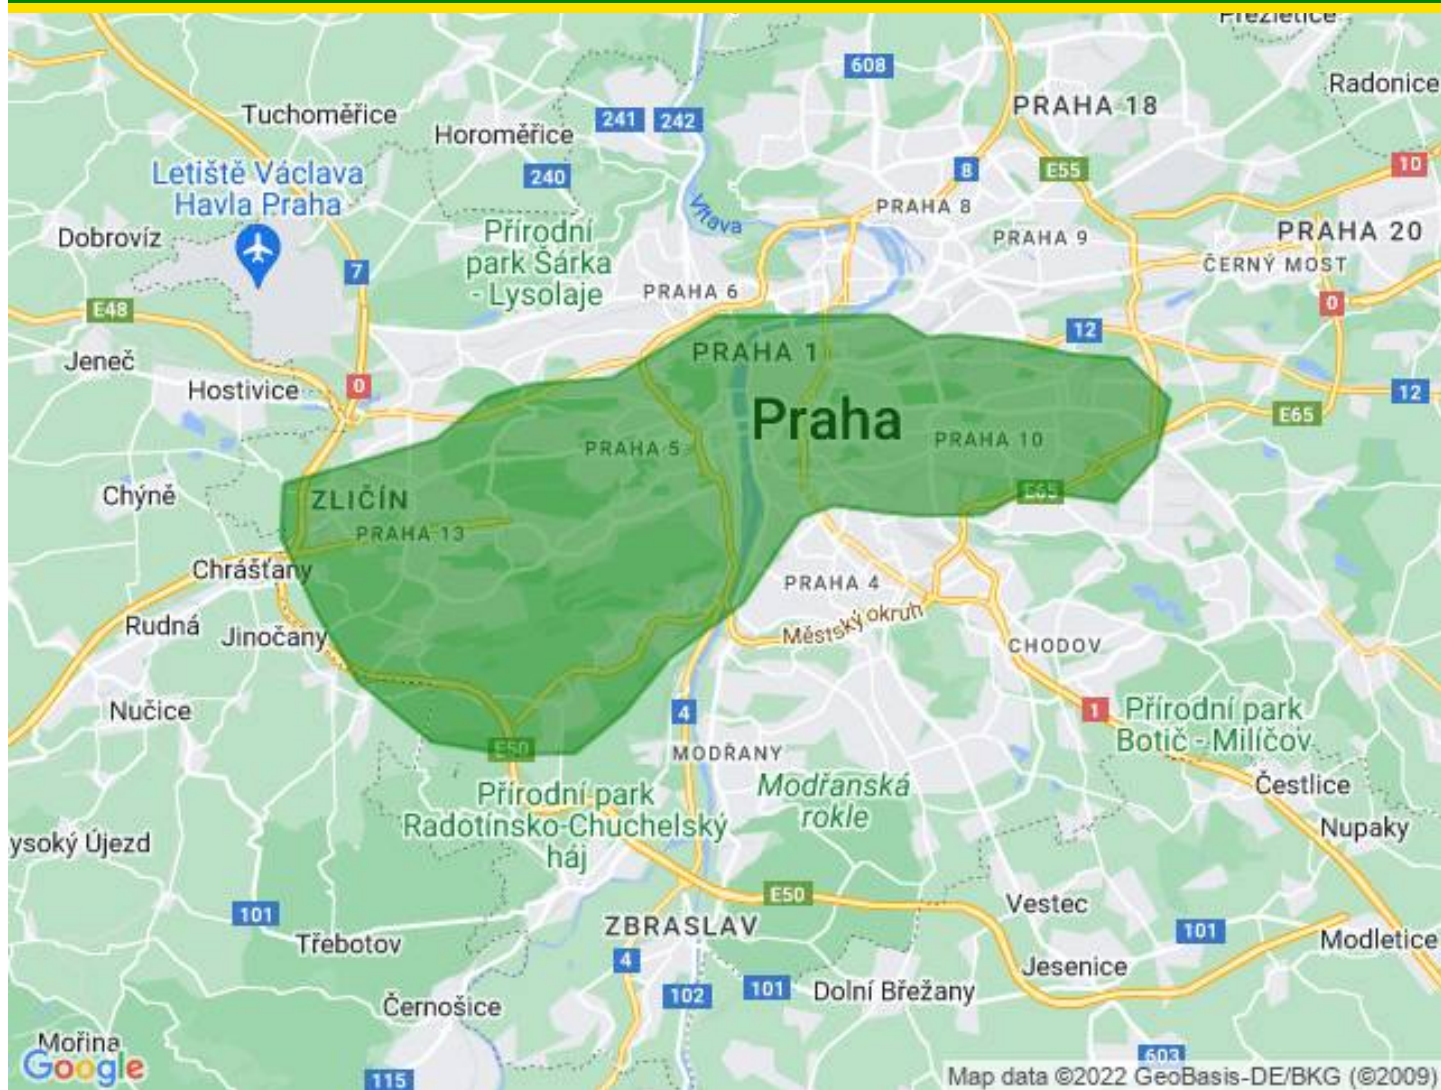 Přezletice
608
Radonice
PRAHA 18
Tuchoměřice
241
242
Horoměřice
10
8
E55
Letiště Václava
Havla Praha
240
PRAHA 8
Vltava
Dobrovíz
Přírodní
park Šárka
- Lysolaje
PRAHA 9
PRAHA 20
ČERNÝ MOST
7
PRAHA 6
E48
0
12
Jeneč
PRAHA 1
Hostivice
0
12
E65
Praha
PRAHA 10
PRAHA 5
Chýně
ZLIČÍN
E65
PRAHA 13
Chrášťany
PRAHA 4
Rudná
Jinočany
Městský okruh
CHODOV
Nučice
4
1
Přírodní park
Botič - Milíčov
E50
MODŘANY
Čestlice
Přírodní park
Radotínsko-Chuchelský
háj
Modřanská
rokle
Nupaky
ysoký Újezd
E50
Vestec
101
ZBRASLAV
Třebotov
101
Modletice
4
Jesenice
102
101
Dolní Břežany
Černošice
Mořina
Google
603
115
Map data ©2022 GeoBasis-DE/BKG (©2009)